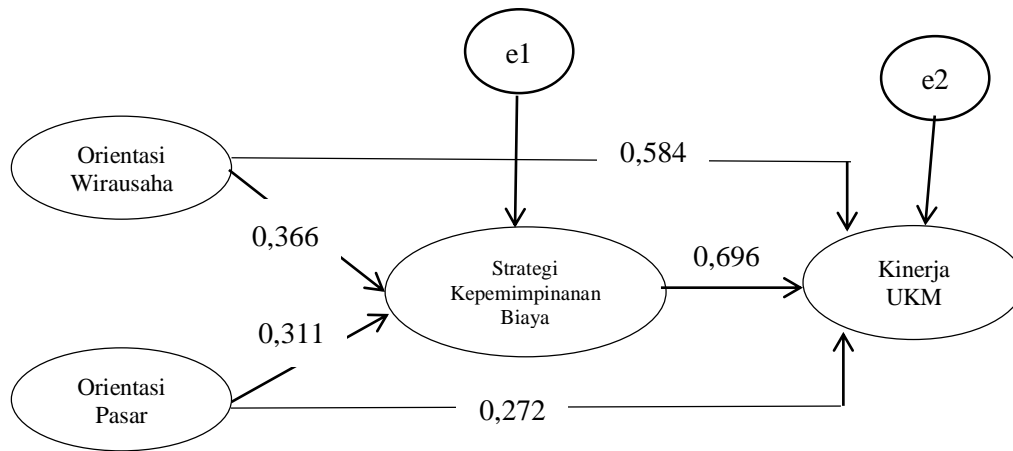 e1
e2
Orientasi
Wirausaha
0,584
0,366
Strategi
Kepemimpinanan
Biaya
0,696
Kinerja
UKM
0,311
Orientasi
Pasar
0,272